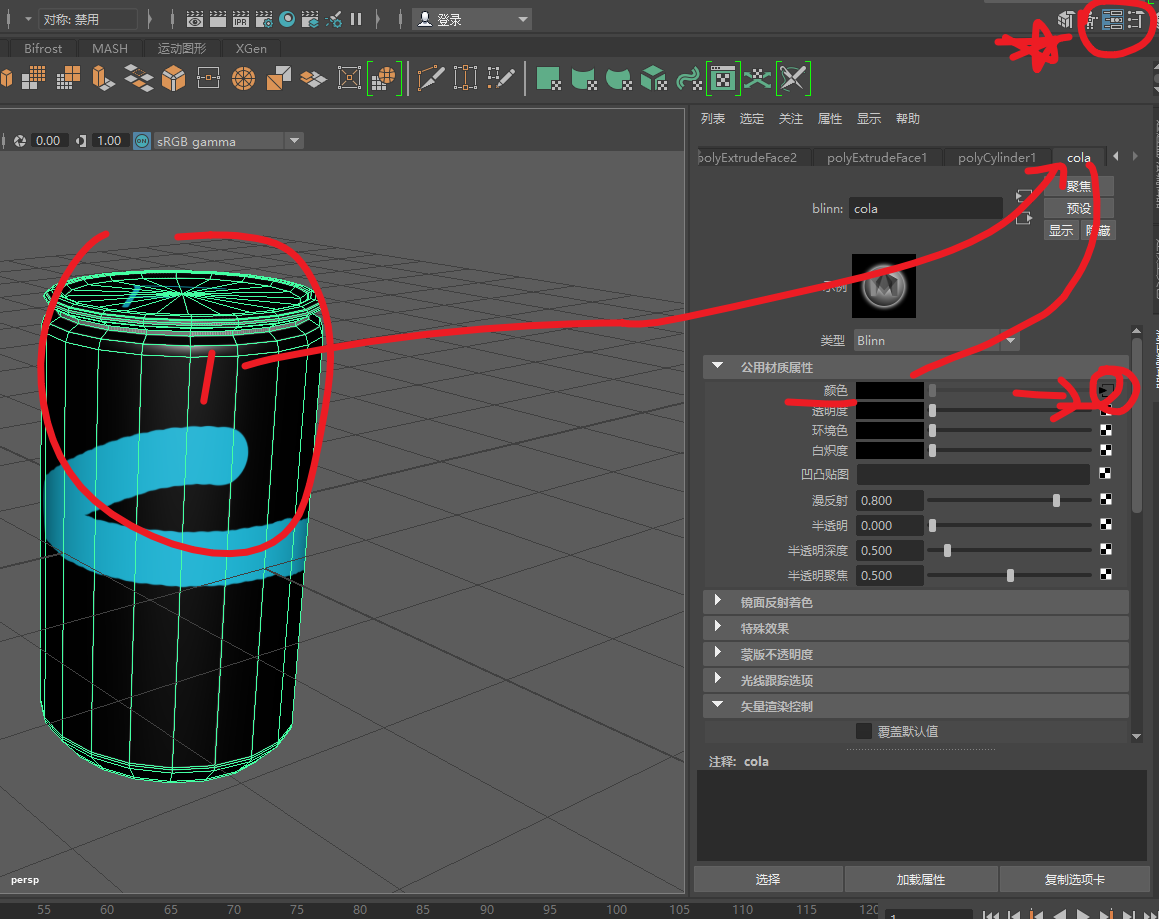 对称: 禁用
IPR
登录
Bifrost MASH 运动图形 XGen
列表 选定 关注 属性 显示 帮助
0.00 1.00 ON sRGB gamma
polyExtrudeFace2 polyExtrudeFace1 polyCylinder1 cola
聚焦
blinn: cola 预设
显示 隐藏
示例
类型 Blinn
公用材质属性
颜色
透明度
环境色
白炽度
凹凸贴图
漫反射 0.800
半透明 0.000
半透明深度 0.500
半透明聚焦 0.500
镜面反射着色
特殊效果
蒙版不透明度
光线跟踪选项
矢量渲染控制
覆盖默认值
注释: cola
persp
选择 加载属性 复制选项卡
55 60 65 70 75 80 85 90 95 100 105 110 115 120
1